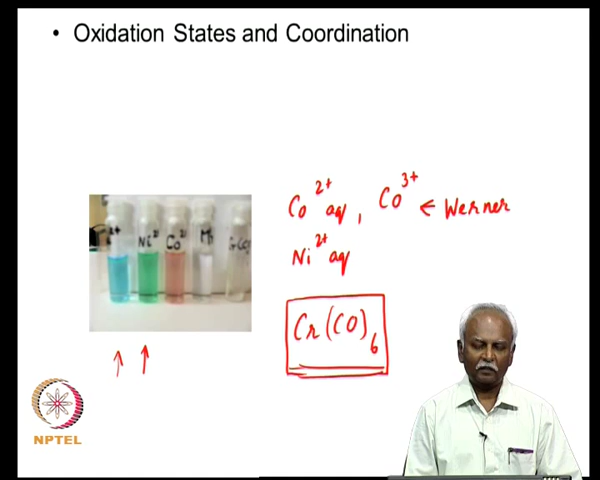 • Oxidation States and Coordination
Co²⁺ aq, Co³⁺ ← Werner
Ni²⁺ aq
Cr(CO)₆
Ni²⁺ Co²⁺
NPTEL